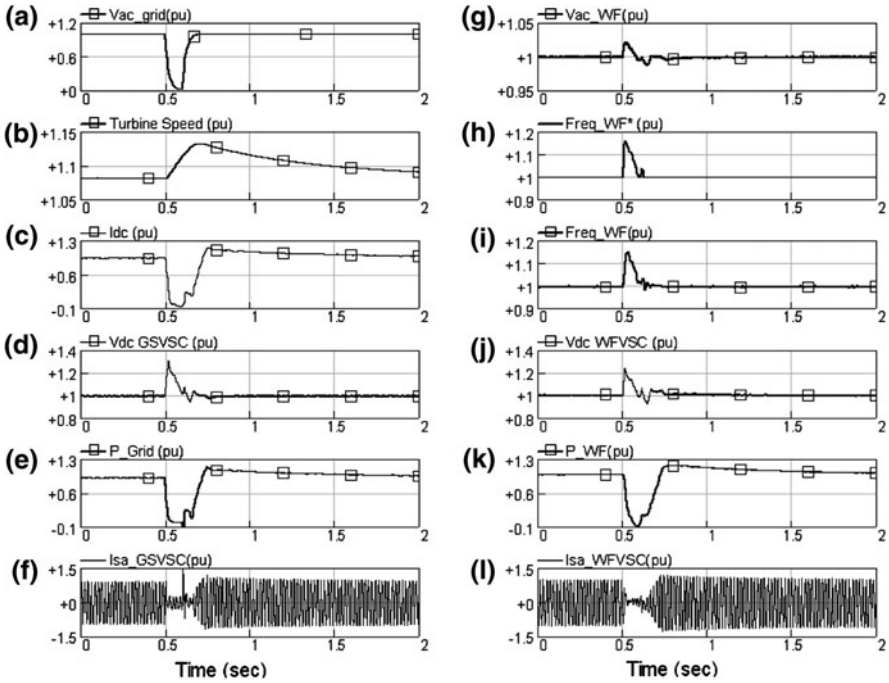 (a)
Vac_grid(pu)
+1.2
+0.6
+0
0 0.5 1 1.5 2
(b)
Turbine Speed (pu)
+1.15
+1.1
+1.05
0 0.5 1 1.5 2
(c)
Idc (pu)
+1.3
+0.6
-0.1
0 0.5 1 1.5 2
(d)
Vdc GSVSC (pu)
+1.4
+1.2
+1
+0.8
0 0.5 1 1.5 2
(e)
P_Grid (pu)
+1.3
+0.6
-0.1
0 0.5 1 1.5 2
(f)
Isa_GSVSC(pu)
+1.5
+0
-1.5
0 0.5 1 1.5 2
Time (sec)
(g)
Vac_WF(pu)
+1.05
+1
+0.95
0 0.5 1 1.5 2
(h)
Freq_WF* (pu)
+1.2
+1.1
+1
+0.9
0 0.5 1 1.5 2
(i)
Freq_WF(pu)
+1.2
+1.1
+1
+0.9
0 0.5 1 1.5 2
(j)
Vdc WFVSC (pu)
+1.4
+1.2
+1
+0.8
0 0.5 1 1.5 2
(k)
P_WF(pu)
+1.3
+0.6
-0.1
0 0.5 1 1.5 2
(l)
Isa_WFVSC(pu)
+1.5
+0
-1.5
0 0.5 1 1.5 2
Time (sec)